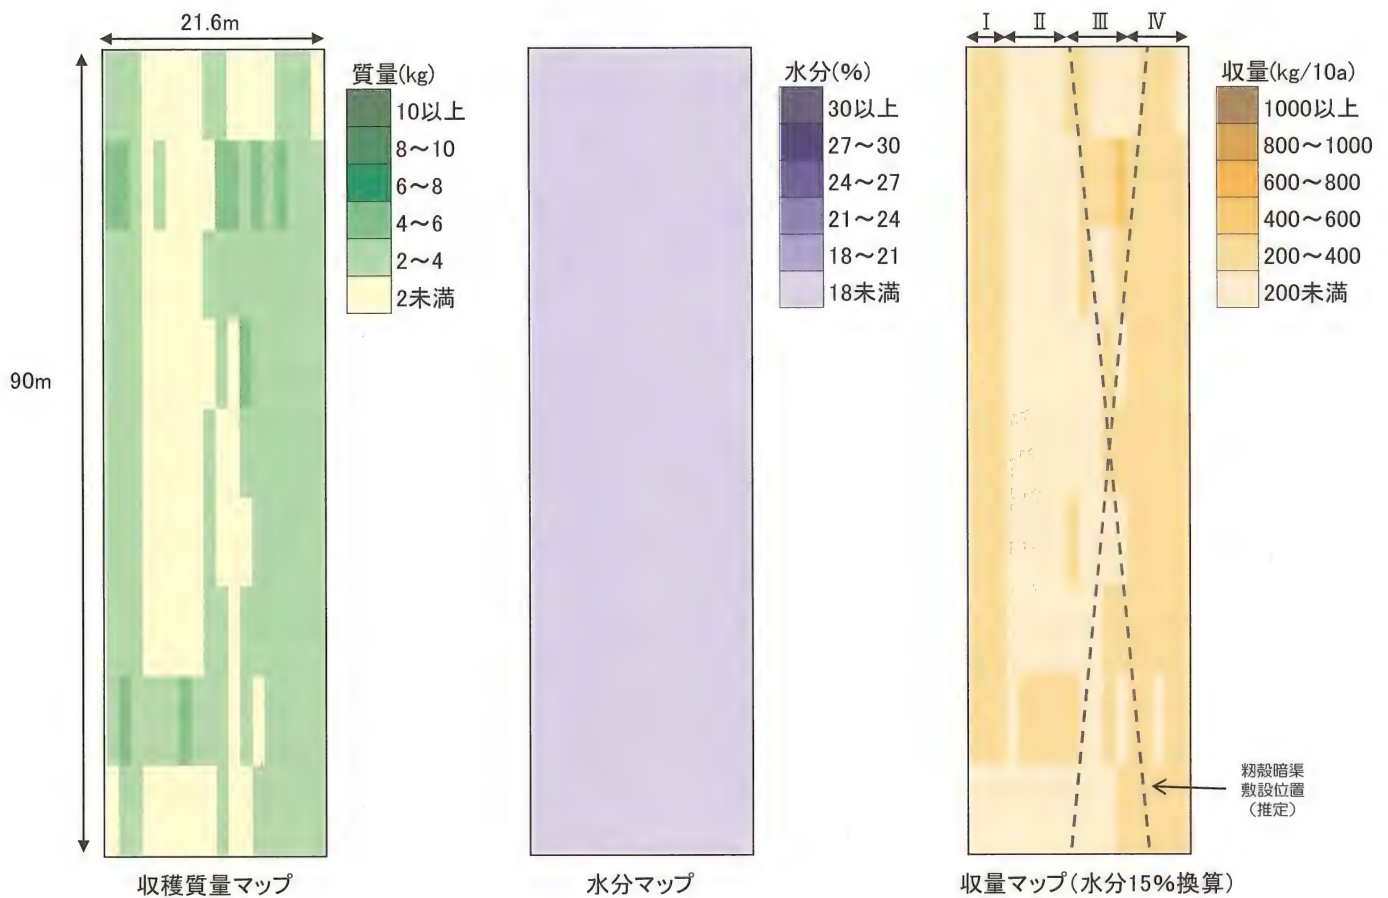 21.6m
90m
質量(kg)
10以上
8～10
6～8
4～6
2～4
2未満
収穫質量マップ
水分(%)
30以上
27～30
24～27
21～24
18～21
18未満
水分マップ
Ⅰ Ⅱ Ⅲ Ⅳ
収量(kg/10a)
1000以上
800～1000
600～800
400～600
200～400
200未満
籾殻暗渠
敷設位置
（推定）
収量マップ（水分15%換算）